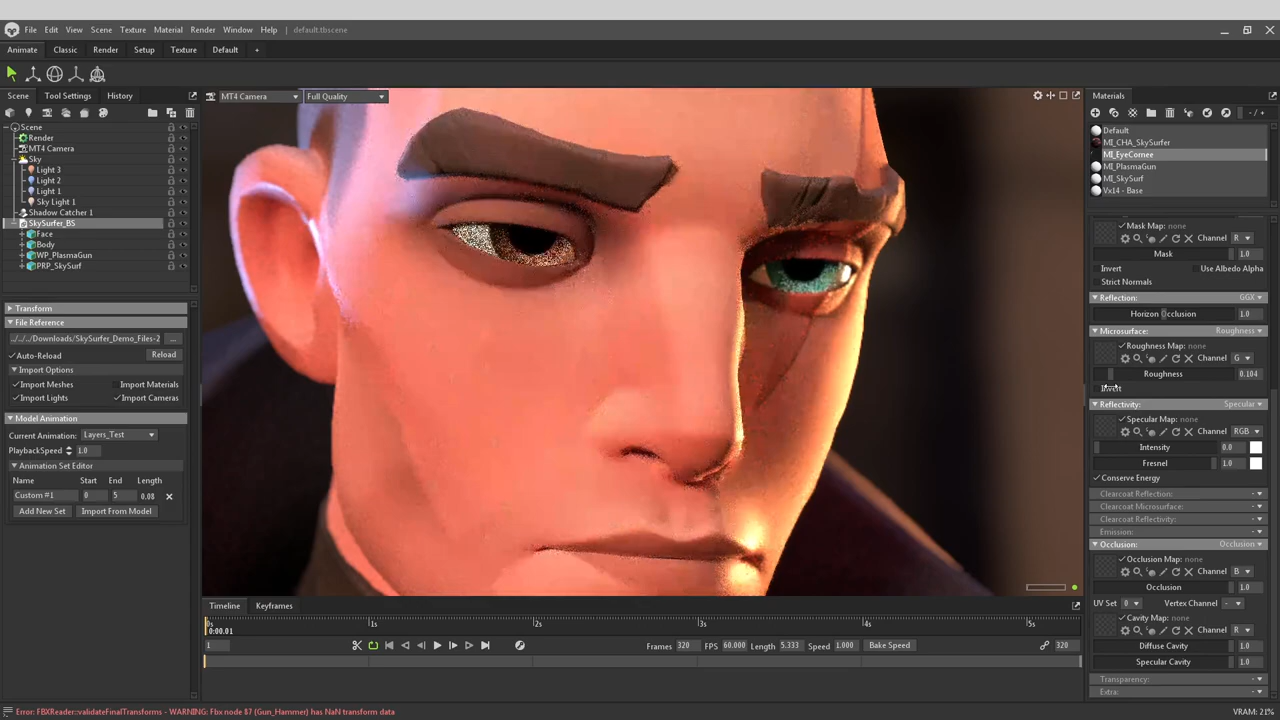 File Edit View Scene Texture Material Render Window Help default.tbscene
Animate Classic Render Setup Texture Default +
Scene Tool Settings History
MT4 Camera Full Quality
Materials
Scene
Render
MT4 Camera
Sky
Light 3
Light 2
Light 1
Sky Light 1
Shadow Catcher 1
SkySurfer_BS
Face
Body
WP_PlasmaGun
PRP_SkySurf
Transform
File Reference
../../../Downloads/SkySurfer_Demo_Files-2 ...
Auto-Reload Reload
Import Options
Import Meshes Import Materials
Import Lights Import Cameras
Model Animation
Current Animation: Layers_Test
PlaybackSpeed 1.0
Animation Set Editor
Name Start End Length
Custom #1 0 5 0.08
Add New Set Import From Model
- / +
Default
MI_CHA_SkySurfer
MI_EyeCornee
MI_PlasmaGun
MI_SkySurf
Vx14 - Base
Mask Map: none
Channel R
Mask 1.0
Invert Use Albedo Alpha
Strict Normals
Reflection: GGX
Horizon Occlusion 1.0
Microsurface: Roughness
Roughness Map: none
Channel G
Roughness 0.104
Invert
Reflectivity: Specular
Specular Map: none
Channel RGB
Intensity 0.0
Fresnel 1.0
Conserve Energy
Clearcoat Reflection: -
Clearcoat Microsurface: -
Clearcoat Reflectivity: -
Emission: -
Occlusion: Occlusion
Occlusion Map: none
Channel B
Occlusion 1.0
UV Set 0 Vertex Channel -
Cavity Map: none
Channel R
Diffuse Cavity 1.0
Specular Cavity 1.0
Transparency: -
Extra: -
Timeline Keyframes
0s 1s 2s 3s 4s 5s
0:00.01
1 Frames 320 FPS 60.000 Length 5.333 Speed 1.000 Bake Speed 320
Error: FBXReader::validateFinalTransforms - WARNING: Fbx node 87 (Gun_Hammer) has NaN transform data
VRAM: 21%